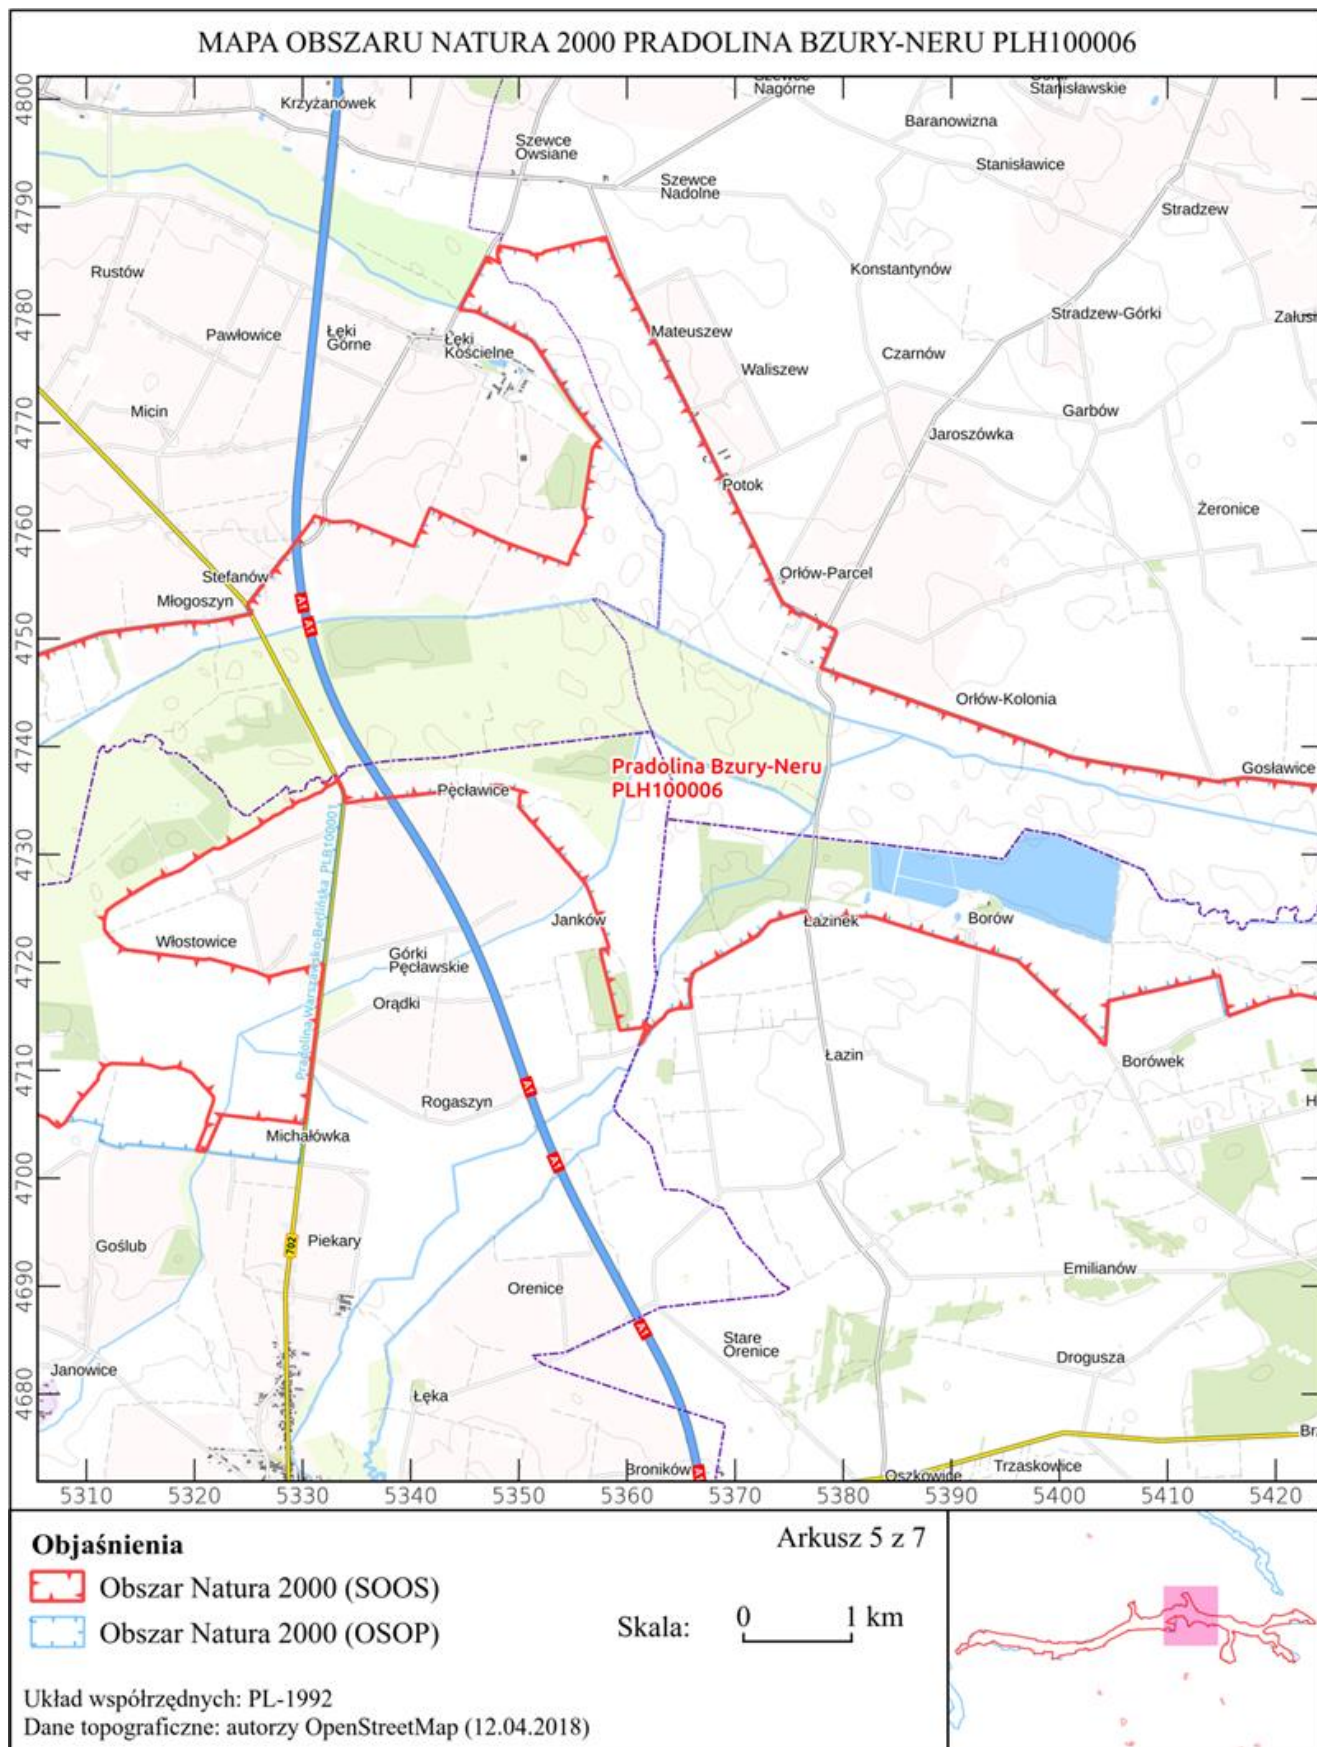 MAPA OBSZARU NATURA 2000 PRADOLINA BZURY-NERU PLH100006
4800
4790
4780
4770
4760
4750
4740
4730
4720
4710
4700
4690
4680
Krzyżanówek
Szewce
Nagórne
Stanisławskie
Baranowizna
Szewce
Owsiane
Stanisławice
Szewce
Nadolne
Stradzew
Rustów
Konstantynów
Stradzew-Górki
Pawłowice
Łęki
Górne
Łęki
Kościelne
Mateuszew
Czarnów
Waliszew
Micin
Garbów
Jaroszówka
Potok
Żeronice
Stefanów
Orłów-Parcel
Młogoszyn
A1
A1
Orłów-Kolonia
Pradolina Bzury-Neru
PLH100006
Gosławice
Pęcławice
Pradolina Warszawsko-Berlińska PLB100001
Janków
Łazinek
Borów
Włostowice
Górki
Pęcławskie
Orądki
Łazin
Borówek
A1
Rogaszyn
Michałówka
A1
702
Piekary
Goślub
Emilianów
Orenice
A1
Stare
Orenice
Drogusza
Janowice
Łęka
Broników
A1
Oszkowice
Trzaskowice
5310
5320
5330
5340
5350
5360
5370
5380
5390
5400
5410
5420
Objaśnienia
Arkusz 5 z 7
Obszar Natura 2000 (SOOS)
Obszar Natura 2000 (OSOP)
Skala:
0
1 km
Układ współrzędnych: PL-1992
Dane topograficzne: autorzy OpenStreetMap (12.04.2018)